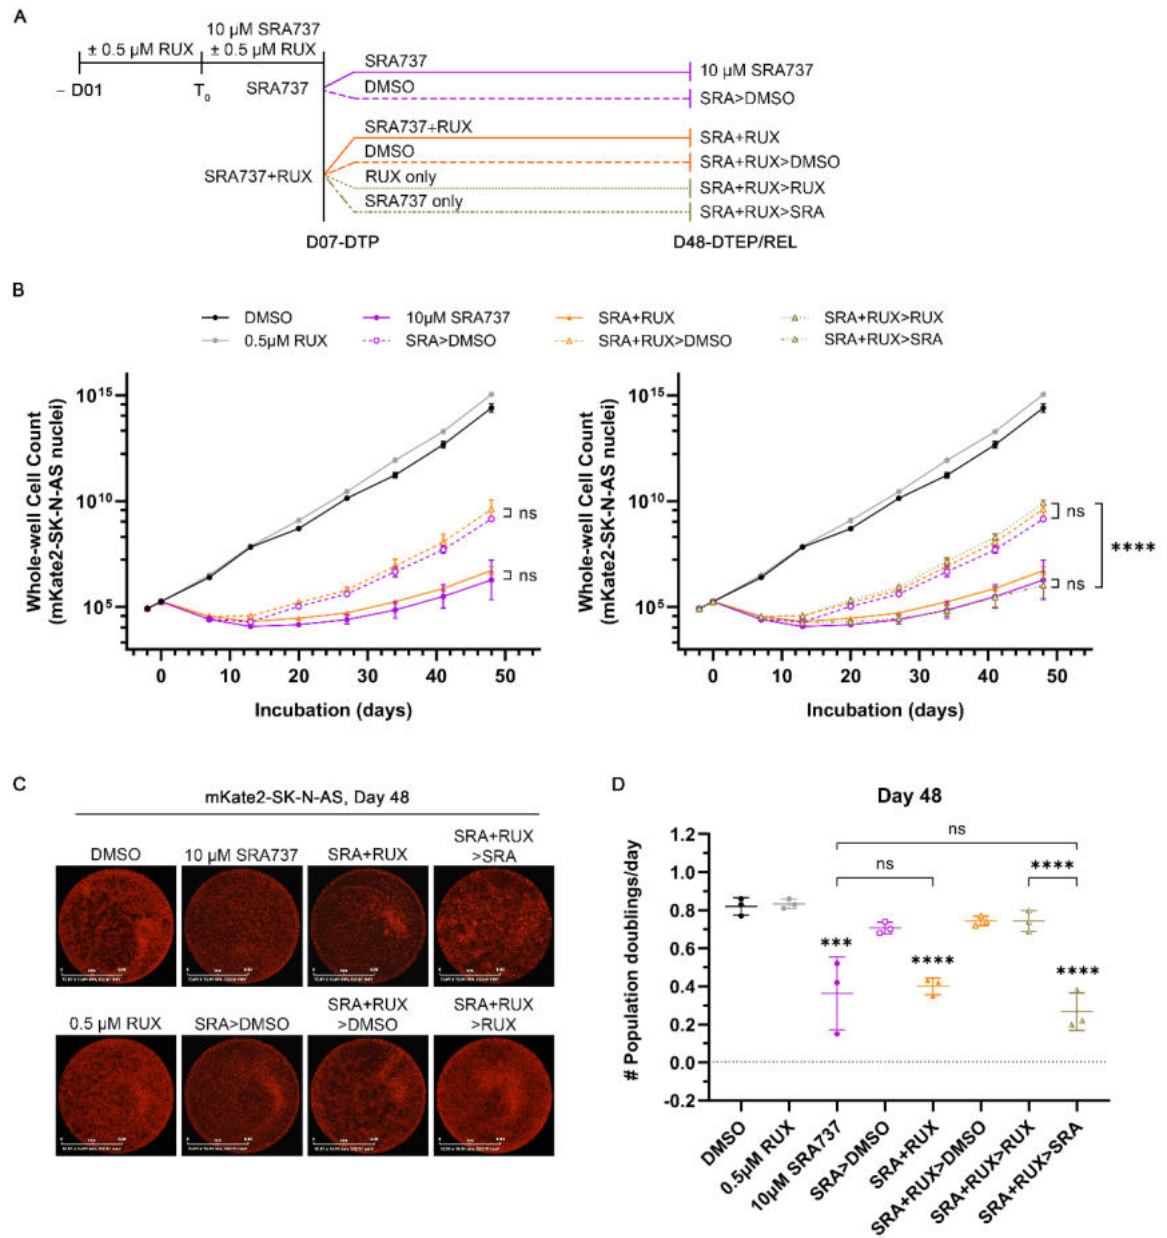 A
10 µM SRA737
± 0.5 µM RUX
± 0.5 µM RUX
– D01
T0
SRA737
SRA737
10 µM SRA737
DMSO
SRA>DMSO
SRA737+RUX
SRA737+RUX
SRA+RUX
DMSO
SRA+RUX>DMSO
RUX only
SRA+RUX>RUX
SRA737 only
SRA+RUX>SRA
D07-DTP
D48-DTEP/REL
B
DMSO
10µM SRA737
SRA+RUX
SRA+RUX>RUX
0.5µM RUX
SRA>DMSO
SRA+RUX>DMSO
SRA+RUX>SRA
Whole-well Cell Count
(mKate2-SK-N-AS nuclei)
10^15
10^10
10^5
ns
ns
0 10 20 30 40 50
Incubation (days)
Whole-well Cell Count
(mKate2-SK-N-AS nuclei)
10^15
10^10
10^5
ns
ns
****
0 10 20 30 40 50
Incubation (days)
C
mKate2-SK-N-AS, Day 48
DMSO
10 µM SRA737
SRA+RUX
SRA+RUX
>SRA
0.5 µM RUX
SRA>DMSO
SRA+RUX
>DMSO
SRA+RUX
>RUX
D
Day 48
# Population doublings/day
1.2
1.0
0.8
0.6
0.4
0.2
0.0
-0.2
ns
ns
****
***
****
****
DMSO
0.5µM RUX
10µM SRA737
SRA>DMSO
SRA+RUX
SRA+RUX>DMSO
SRA+RUX>RUX
SRA+RUX>SRA